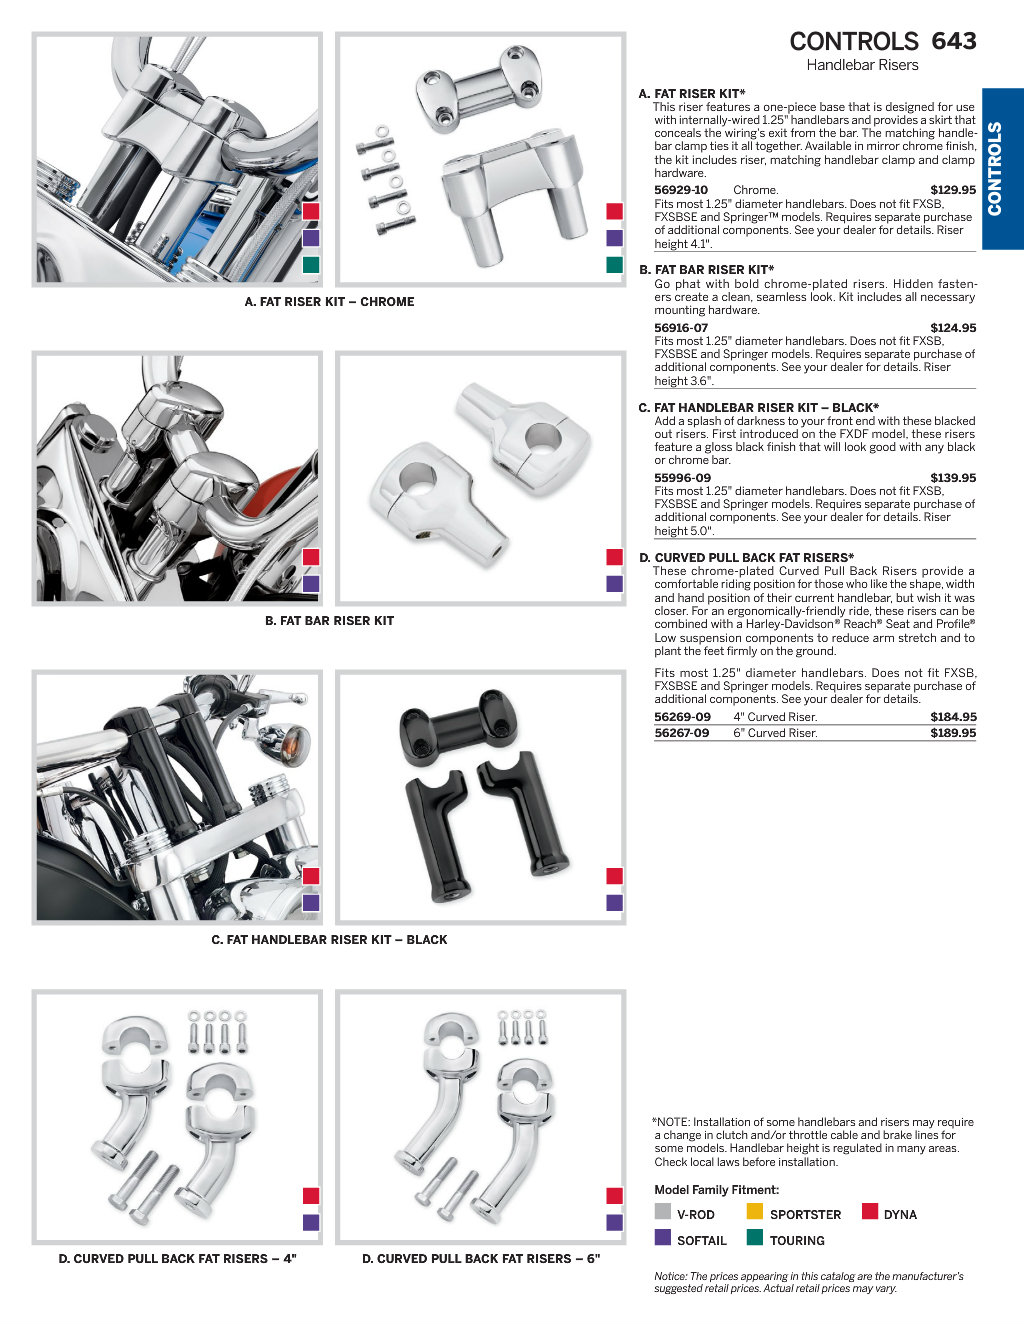 CONTROLS 643
Handlebar Risers
CONTROLS
A. FAT RISER KIT – CHROME
B. FAT BAR RISER KIT
C. FAT HANDLEBAR RISER KIT – BLACK
D. CURVED PULL BACK FAT RISERS – 4"
D. CURVED PULL BACK FAT RISERS – 6"
A. FAT RISER KIT*
This riser features a one-piece base that is designed for use
with internally-wired 1.25" handlebars and provides a skirt that
conceals the wiring's exit from the bar. The matching handle-
bar clamp ties it all together. Available in mirror chrome finish,
the kit includes riser, matching handlebar clamp and clamp
hardware.
56929-10 Chrome. $129.95
Fits most 1.25" diameter handlebars. Does not fit FXSB,
FXSBSE and Springer™ models. Requires separate purchase
of additional components. See your dealer for details. Riser
height 4.1".
B. FAT BAR RISER KIT*
Go phat with bold chrome-plated risers. Hidden fasten-
ers create a clean, seamless look. Kit includes all necessary
mounting hardware.
56916-07 $124.95
Fits most 1.25" diameter handlebars. Does not fit FXSB,
FXSBSE and Springer models. Requires separate purchase of
additional components. See your dealer for details. Riser
height 3.6".
C. FAT HANDLEBAR RISER KIT – BLACK*
Add a splash of darkness to your front end with these blacked
out risers. First introduced on the FXDF model, these risers
feature a gloss black finish that will look good with any black
or chrome bar.
55996-09 $139.95
Fits most 1.25" diameter handlebars. Does not fit FXSB,
FXSBSE and Springer models. Requires separate purchase of
additional components. See your dealer for details. Riser
height 5.0".
D. CURVED PULL BACK FAT RISERS*
These chrome-plated Curved Pull Back Risers provide a
comfortable riding position for those who like the shape, width
and hand position of their current handlebar, but wish it was
closer. For an ergonomically-friendly ride, these risers can be
combined with a Harley-Davidson® Reach® Seat and Profile®
Low suspension components to reduce arm stretch and to
plant the feet firmly on the ground.
Fits most 1.25" diameter handlebars. Does not fit FXSB,
FXSBSE and Springer models. Requires separate purchase of
additional components. See your dealer for details.
56269-09 4" Curved Riser. $184.95
56267-09 6" Curved Riser. $189.95
*NOTE: Installation of some handlebars and risers may require
a change in clutch and/or throttle cable and brake lines for
some models. Handlebar height is regulated in many areas.
Check local laws before installation.
Model Family Fitment:
V-ROD SPORTSTER DYNA
SOFTAIL TOURING
Notice: The prices appearing in this catalog are the manufacturer's
suggested retail prices. Actual retail prices may vary.